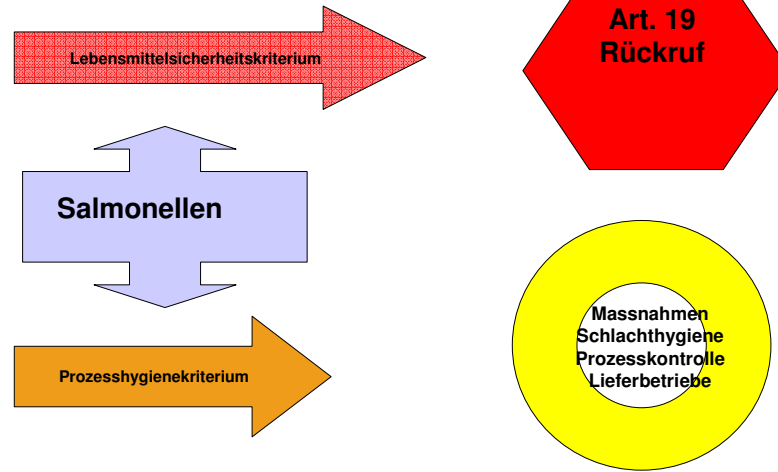 Lebensmittelsicherheitskriterium
Art. 19
Rückruf
Salmonellen
Prozesshygienekriterium
Massnahmen
Schlachthygiene
Prozesskontrolle
Lieferbetriebe